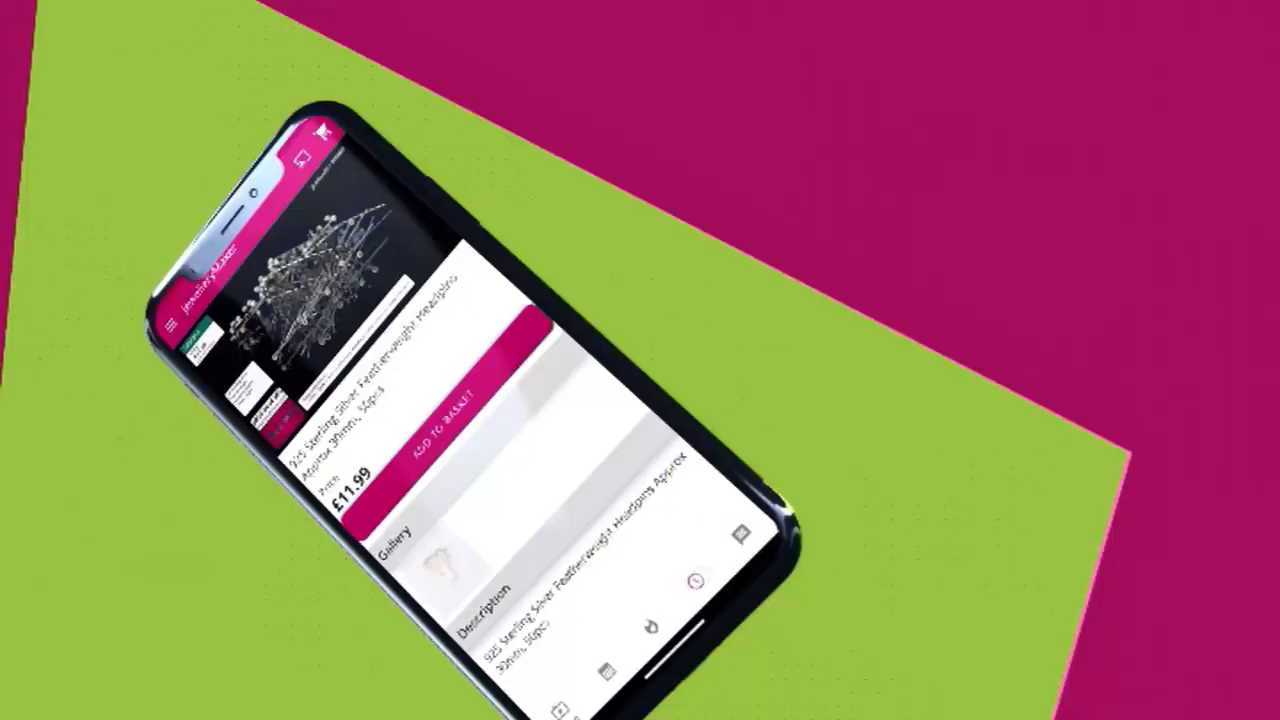 JewelleryMaker
925 Sterling Silver Featherweight Headpins
Approx 30mm, 50pcs
Price
£11.99
ADD TO BASKET
Gallery
Description
925 Sterling Silver Featherweight Headpins Approx
30mm, 50pcs